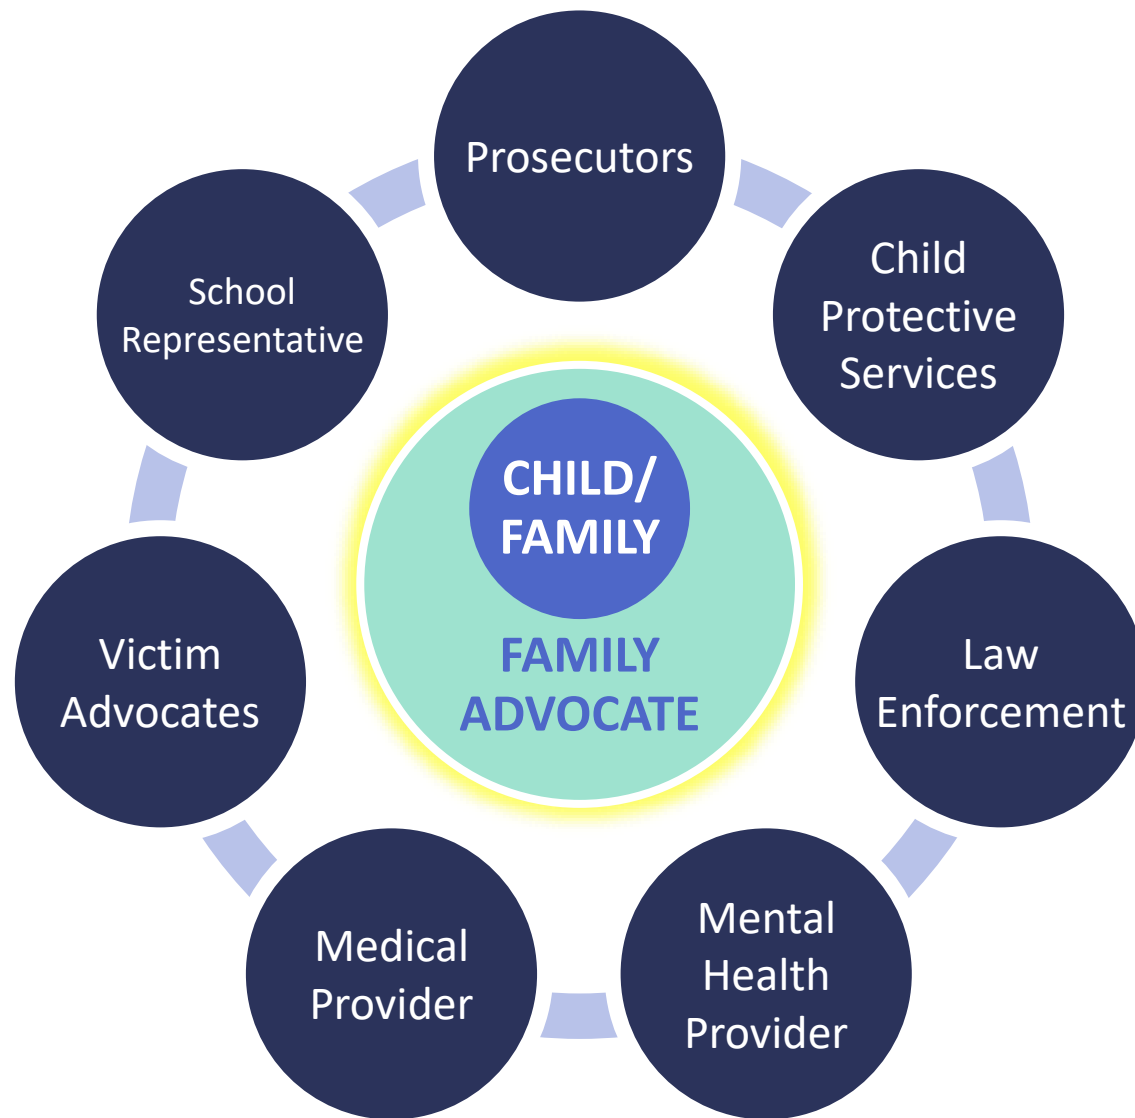 Prosecutors
Child
Protective
Services
Law
Enforcement
Mental
Health
Provider
Medical
Provider
Victim
Advocates
School
Representative
CHILD/
FAMILY
FAMILY
ADVOCATE